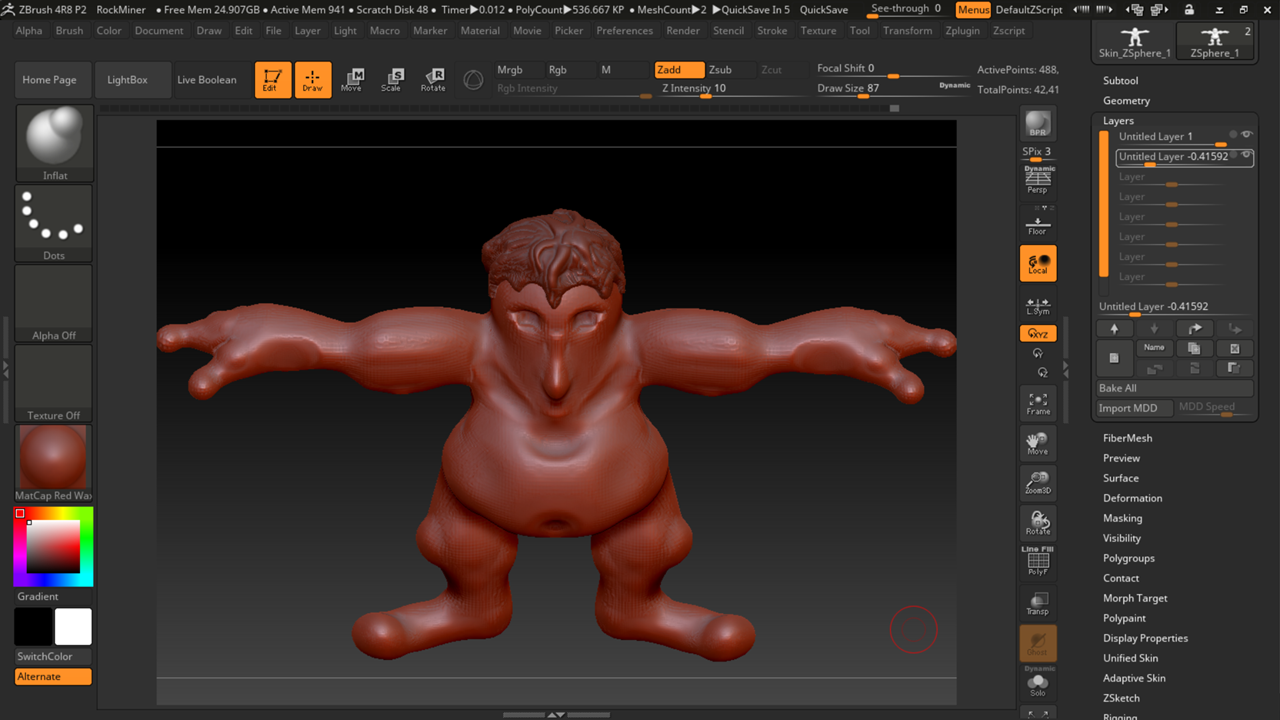 ZBrush 4R8 P2 RockMiner • Free Mem 24.907GB • Active Mem 941 • Scratch Disk 48 • Timer▶0.012 • PolyCount▶536.667 KP • MeshCount▶2 ▶QuickSave In 5 QuickSave See-through 0 Menus DefaultZScript
Alpha Brush Color Document Draw Edit File Layer Light Macro Marker Material Movie Picker Preferences Render Stencil Stroke Texture Tool Transform Zplugin Zscript
Home Page LightBox Live Boolean
Edit Draw Move Scale Rotate
Mrgb Rgb M Zadd Zsub Zcut
Rgb Intensity Z Intensity 10
Focal Shift 0
Draw Size 87 Dynamic
ActivePoints: 488,
TotalPoints: 42,41
Inflat
Dots
Alpha Off
Texture Off
MatCap Red Wax
Gradient
SwitchColor
Alternate
BPR
SPix 3
Dynamic
Persp
Floor
Local
L.Sym
XYZ
Frame
Move
Zoom3D
Rotate
Line Fill
PolyF
Transp
Ghost
Dynamic
Solo
2
Skin_ZSphere_1 ZSphere_1
Subtool
Geometry
Layers
Untitled Layer 1
Untitled Layer -0.41592
Layer
Layer
Layer
Layer
Layer
Layer
Untitled Layer -0.41592
Name
Bake All
Import MDD MDD Speed
FiberMesh
Preview
Surface
Deformation
Masking
Visibility
Polygroups
Contact
Morph Target
Polypaint
Display Properties
Unified Skin
Adaptive Skin
ZSketch
Rigging